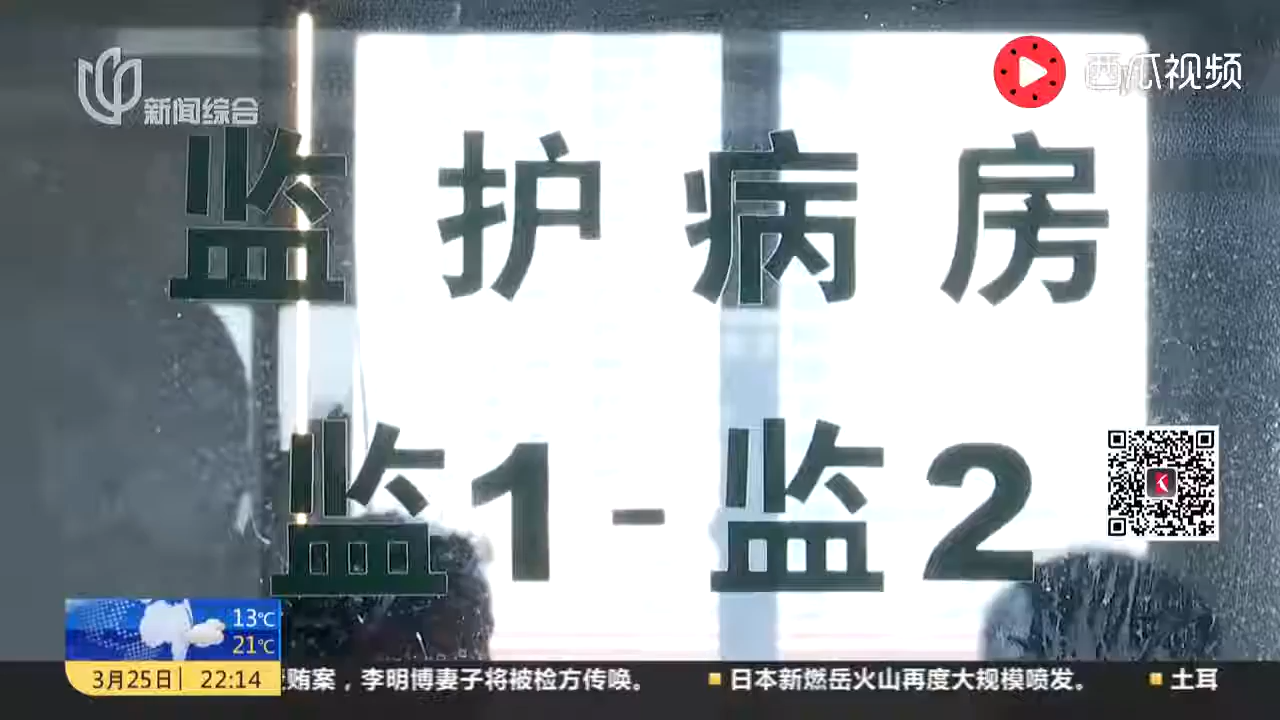 新闻综合
西瓜视频
监护病房
监1-监2
13℃
21℃
3月25日 22:14
贿案，李明博妻子将被检方传唤。 日本新燃岳火山再度大规模喷发。 土耳